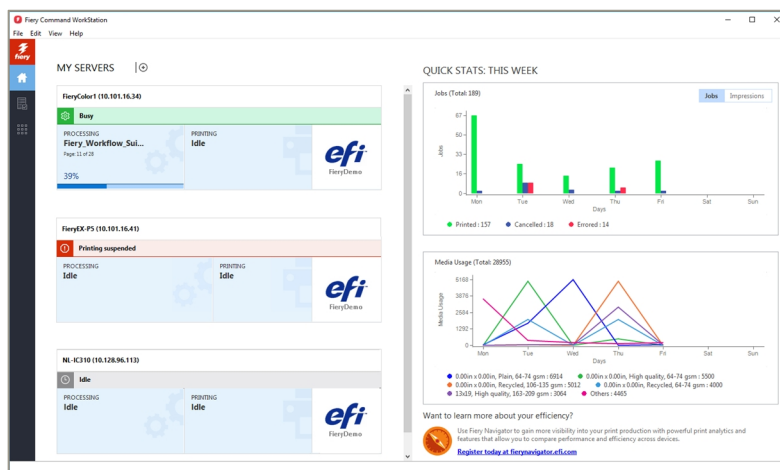 Fiery Command WorkStation
File Edit View Help
fiery
MY SERVERS
FieryColor1 (10.101.16.34)
Busy
PROCESSING
Fiery_Workflow_Sui...
Page: 11 of 28
39%
PRINTING
Idle
efi
FieryDemo
FieryEX-P5 (10.101.16.41)
Printing suspended
PROCESSING
Idle
PRINTING
Idle
efi
FieryDemo
NL-IC310 (10.128.96.113)
Idle
PROCESSING
Idle
PRINTING
Idle
efi
FieryDemo
QUICK STATS: THIS WEEK
Jobs (Total: 189)
Jobs Impressions
Jobs
67
50
33
16
0
Mon Tue Wed Thu Fri Sat Sun
Days
Printed : 157 Cancelled : 18 Errored : 14
Media Usage (Total: 28955)
Media Usage
5168
3876
2584
1292
0
Mon Tue Wed Thu Fri Sat Sun
Days
0.00in x 0.00in, Plain, 64-74 gsm : 6914 0.00in x 0.00in, High quality, 64-74 gsm : 5500
0.00in x 0.00in, Recycled, 106-135 gsm : 5012 0.00in x 0.00in, Recycled, 64-74 gsm : 4000
13x19, High quality, 163-209 gsm : 3064 Others : 4465
Want to learn more about your efficiency?
Use Fiery Navigator to gain more visibility into your print production with powerful print analytics and
features that allow you to compare performance and efficiency across devices.
Register today at fierynavigator.efi.com